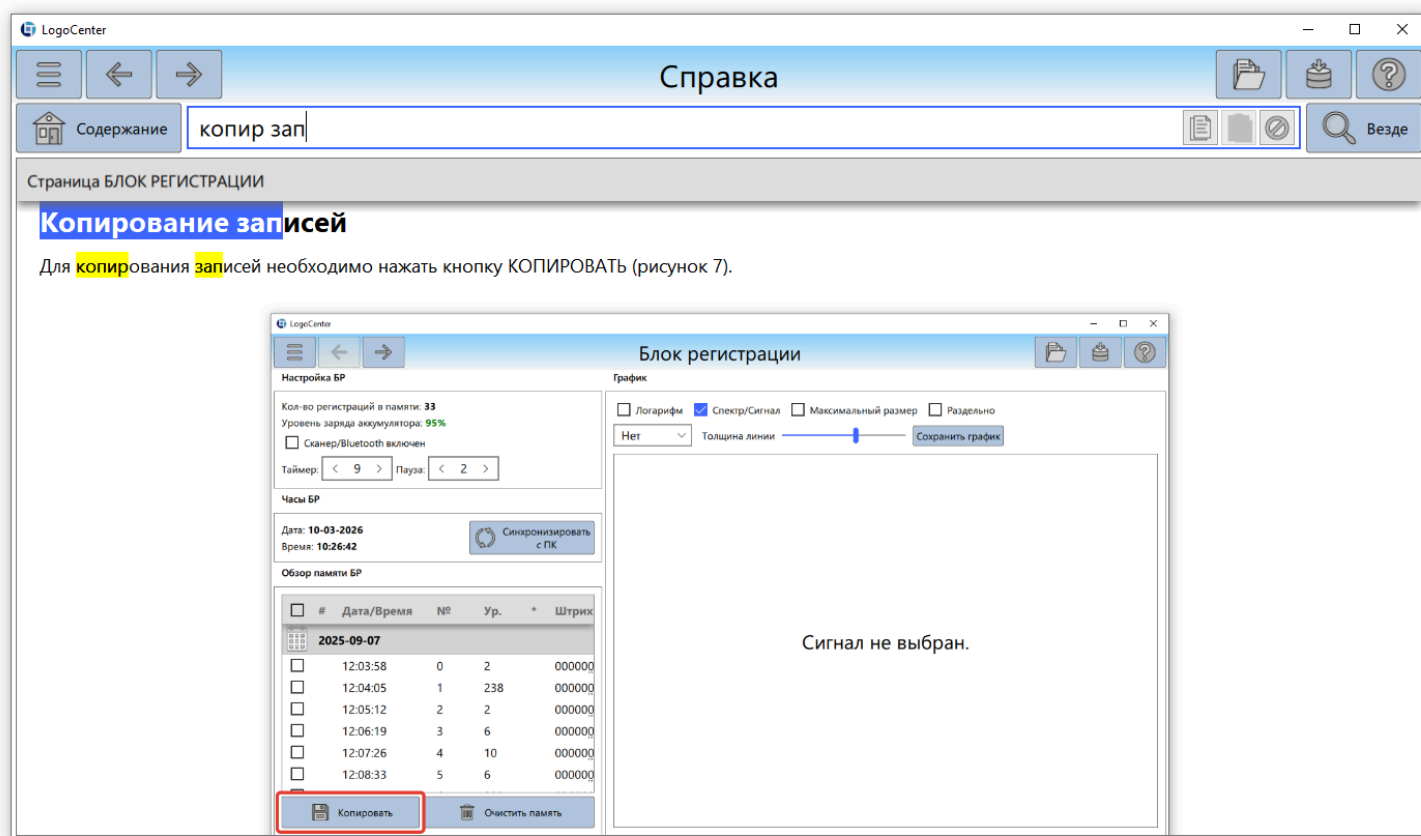 LogoCenter
Справка
Содержание
копир зап
Везде
Страница БЛОК РЕГИСТРАЦИИ
Копирование записей
Для копирования записей необходимо нажать кнопку КОПИРОВАТЬ (рисунок 7).
LogoCenter
Блок регистрации
Настройка БР
Кол-во регистраций в памяти: 33
Уровень заряда аккумулятора: 95%
Сканер/Bluetooth включен
Таймер: < 9 > Пауза: < 2 >
Часы БР
Дата: 10-03-2026
Время: 10:26:42
Синхронизировать
с ПК
Обзор памяти БР
# Дата/Время № Ур. * Штрих
2025-09-07
12:03:58 0 2 000000
12:04:05 1 238 000000
12:05:12 2 2 000000
12:06:19 3 6 000000
12:07:26 4 10 000000
12:08:33 5 6 000000
Копировать Очистить память
График
Логарифм Спектр/Сигнал Максимальный размер Раздельно
Нет Толщина линии Сохранить график
Сигнал не выбран.